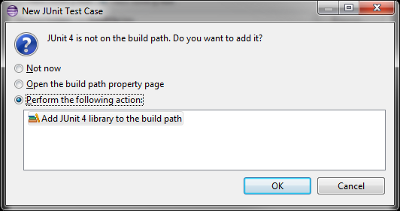 New JUnit Test Case
JUnit 4 is not on the build path. Do you want to add it?
Not now
Open the build path property page
Perform the following action:
Add JUnit 4 library to the build path
OK
Cancel